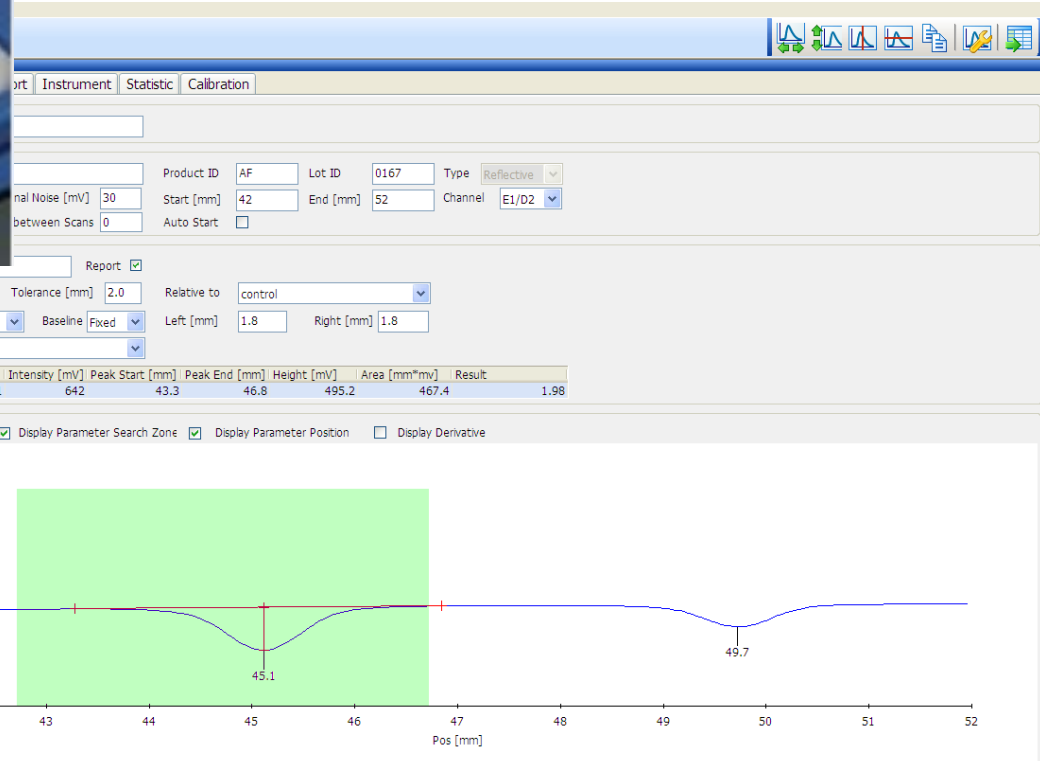 Instrument Statistic Calibration
Product ID AF Lot ID 0167 Type Reflective
nal Noise [mV] 30 Start [mm] 42 End [mm] 52 Channel E1/D2
between Scans 0 Auto Start
Report
Tolerance [mm] 2.0 Relative to control
Baseline Fixed Left [mm] 1.8 Right [mm] 1.8
Intensity [mV] Peak Start [mm] Peak End [mm] Height [mV] Area [mm*mv] Result
642 43.3 46.8 495.2 467.4 1.98
Display Parameter Search Zone Display Parameter Position Display Derivative
49.7
45.1
43 44 45 46 47 48 49 50 51 52
Pos [mm]